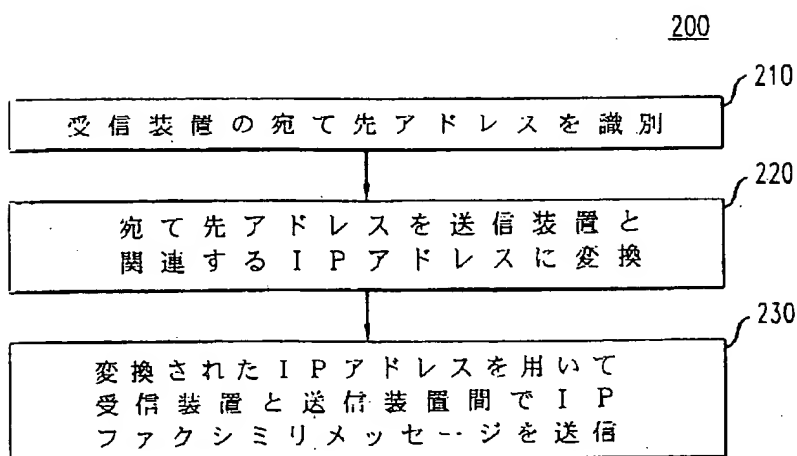 200
210
受信装置の宛て先アドレスを識別
220
宛て先アドレスを送信装置と
関連するIPアドレスに変換
230
変換されたIPアドレスを用いて
受信装置と送信装置間でIP
ファクシミリメッセージを送信